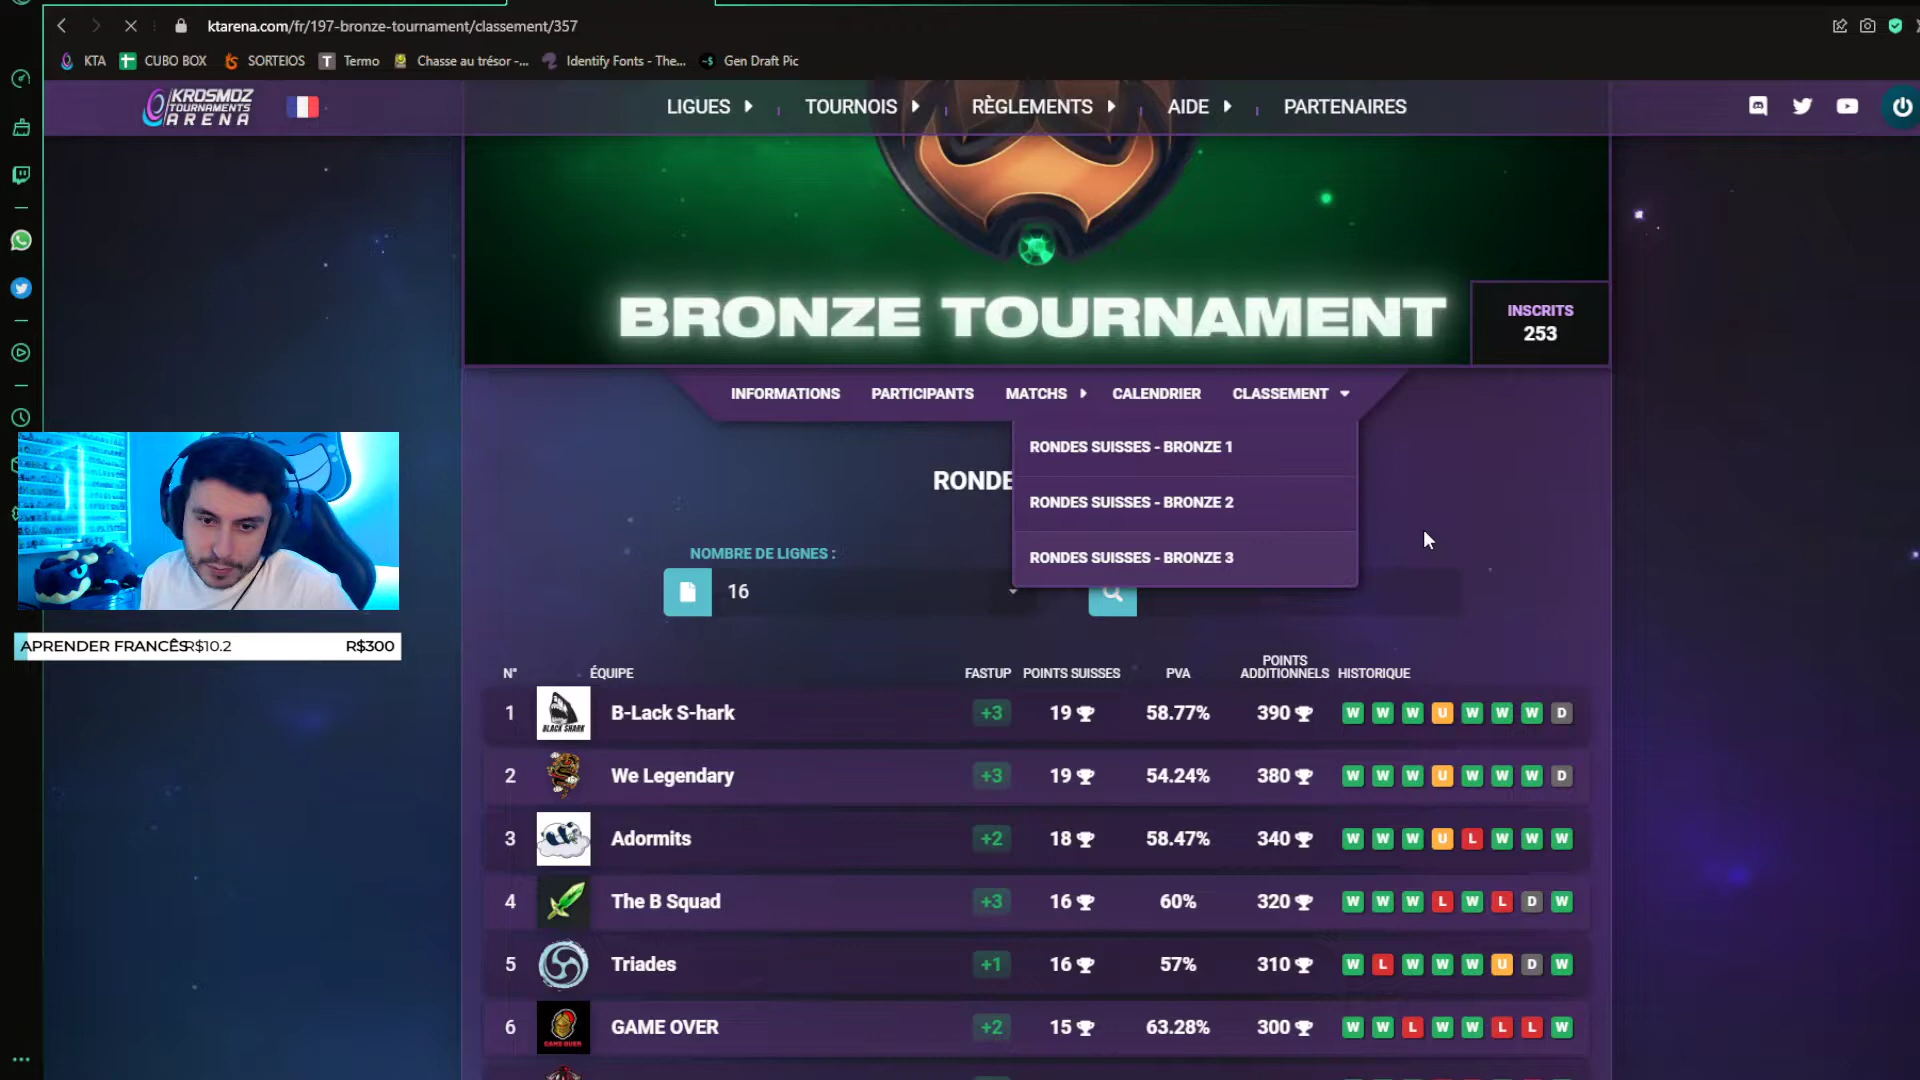 ktarena.com/fr/197-bronze-tournament/classement/357
KTA CUBO BOX SORTEIOS T Termo Chasse au trésor -... Identify Fonts - The... ~$ Gen Draft Pic
KROSMOZ
TOURNAMENTS
ARENA
LIGUES TOURNOIS RÈGLEMENTS AIDE PARTENAIRES
BRONZE TOURNAMENT
INSCRITS
253
INFORMATIONS PARTICIPANTS MATCHS CALENDRIER CLASSEMENT
RONDES SUISSES - BRONZE 1
RONDES SUISSES - BRONZE 2
RONDES SUISSES - BRONZE 3
RONDE
NOMBRE DE LIGNES :
16
APRENDER FRANCÊS R$10.2 R$300
N° ÉQUIPE FASTUP POINTS SUISSES PVA POINTS ADDITIONNELS HISTORIQUE
1 BLACK SHARK B-Lack S-hark +3 19 58.77% 390 W W W U W W W D
2 We Legendary +3 19 54.24% 380 W W W U W W W D
3 Adormits +2 18 58.47% 340 W W W U L W W W
4 The B Squad +3 16 60% 320 W W W L W L D W
5 Triades +1 16 57% 310 W L W W W U D W
6 GAME OVER GAME OVER +2 15 63.28% 300 W W L W W L L W